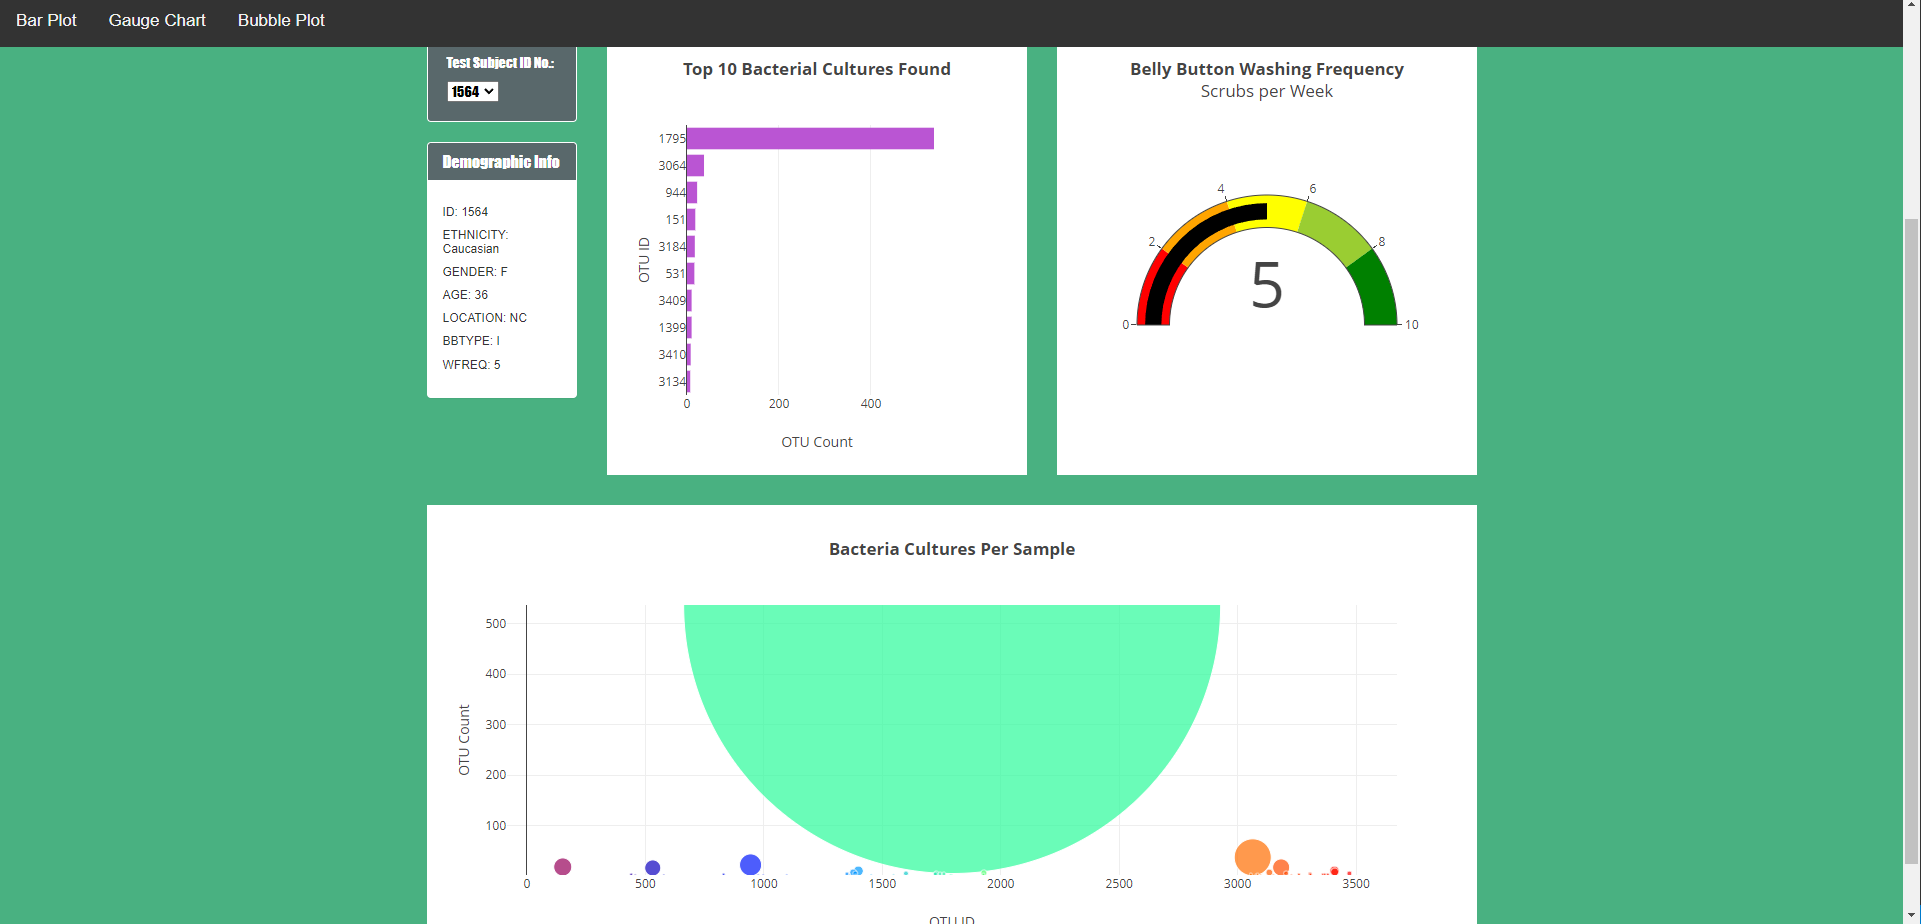 Bar Plot Gauge Chart Bubble Plot
Test Subject ID No.:
1564
Demographic Info
ID: 1564
ETHNICITY:
Caucasian
GENDER: F
AGE: 36
LOCATION: NC
BBTYPE: I
WFREQ: 5
Top 10 Bacterial Cultures Found
OTU ID
1795
3064
944
151
3184
531
3409
1399
3410
3134
0 200 400
OTU Count
Belly Button Washing Frequency
Scrubs per Week
0
2
4
6
8
10
5
Bacteria Cultures Per Sample
OTU Count
500
400
300
200
100
0 500 1000 1500 2000 2500 3000 3500
OTU ID